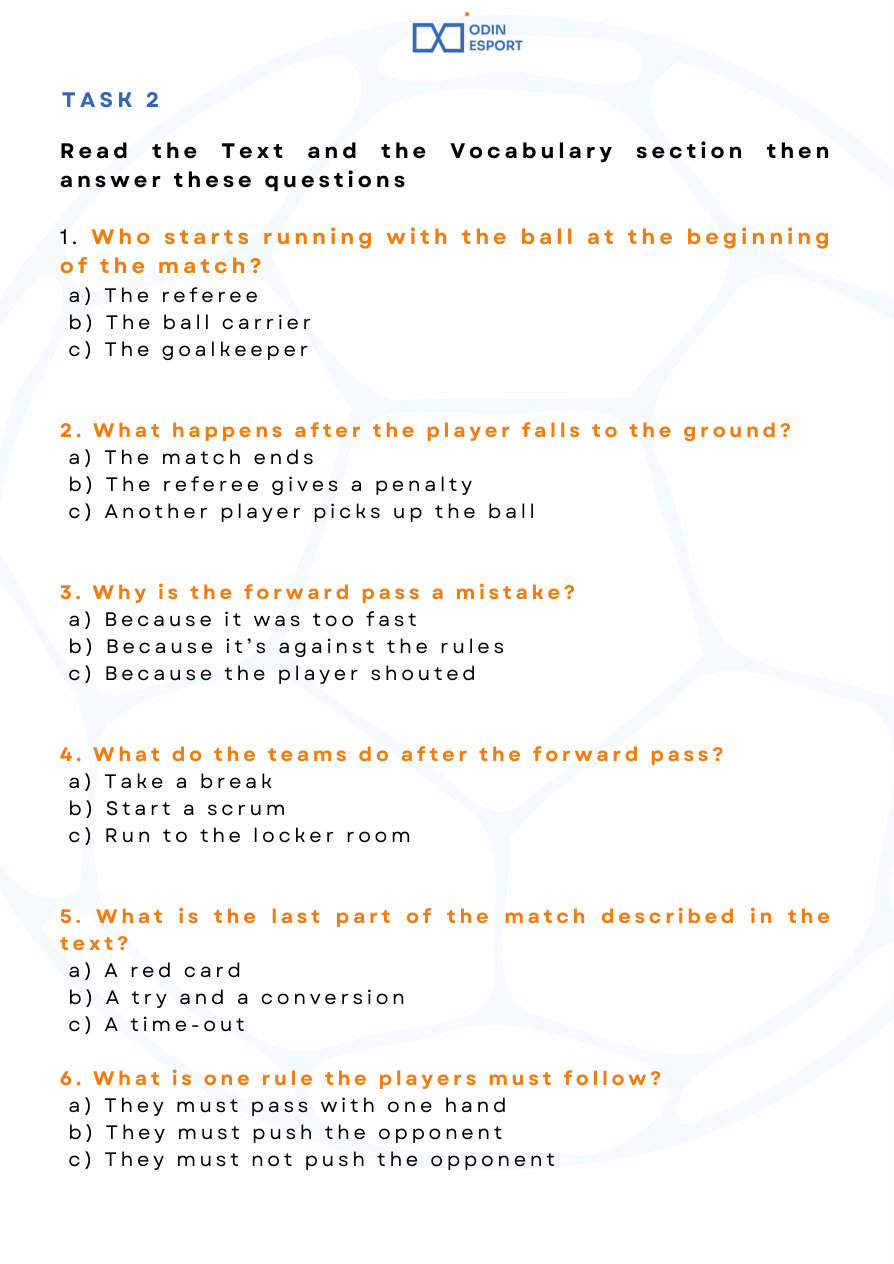 ODIN
ESPORT
TASK 2
Read the Text and the Vocabulary section then
answer these questions
1. Who starts running with the ball at the beginning
of the match?
a) The referee
b) The ball carrier
c) The goalkeeper
2. What happens after the player falls to the ground?
a) The match ends
b) The referee gives a penalty
c) Another player picks up the ball
3. Why is the forward pass a mistake?
a) Because it was too fast
b) Because it’s against the rules
c) Because the player shouted
4. What do the teams do after the forward pass?
a) Take a break
b) Start a scrum
c) Run to the locker room
5. What is the last part of the match described in the
text?
a) A red card
b) A try and a conversion
c) A time-out
6. What is one rule the players must follow?
a) They must pass with one hand
b) They must push the opponent
c) They must not push the opponent